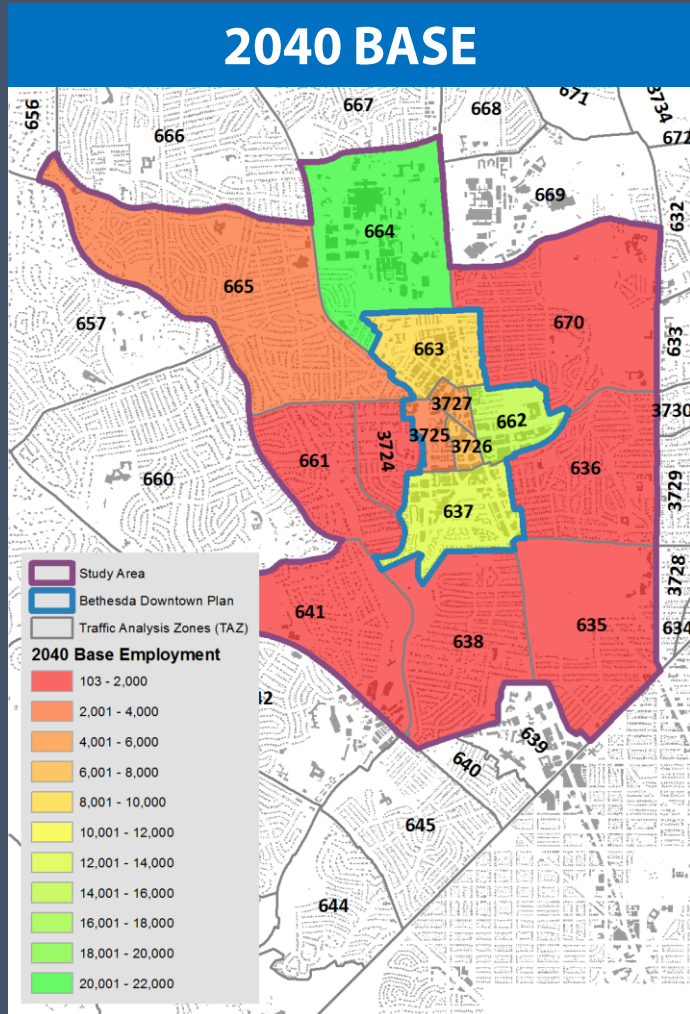 2040 BASE
656
666
667
668
671
3734
672
669
632
664
665
657
670
633
663
3727
3730
662
3725
3726
3724
661
636
660
3729
637
3728
641
638
635
634
42
639
640
645
644
Study Area
Bethesda Downtown Plan
Traffic Analysis Zones (TAZ)
2040 Base Employment
103 - 2,000
2,001 - 4,000
4,001 - 6,000
6,001 - 8,000
8,001 - 10,000
10,001 - 12,000
12,001 - 14,000
14,001 - 16,000
16,001 - 18,000
18,001 - 20,000
20,001 - 22,000